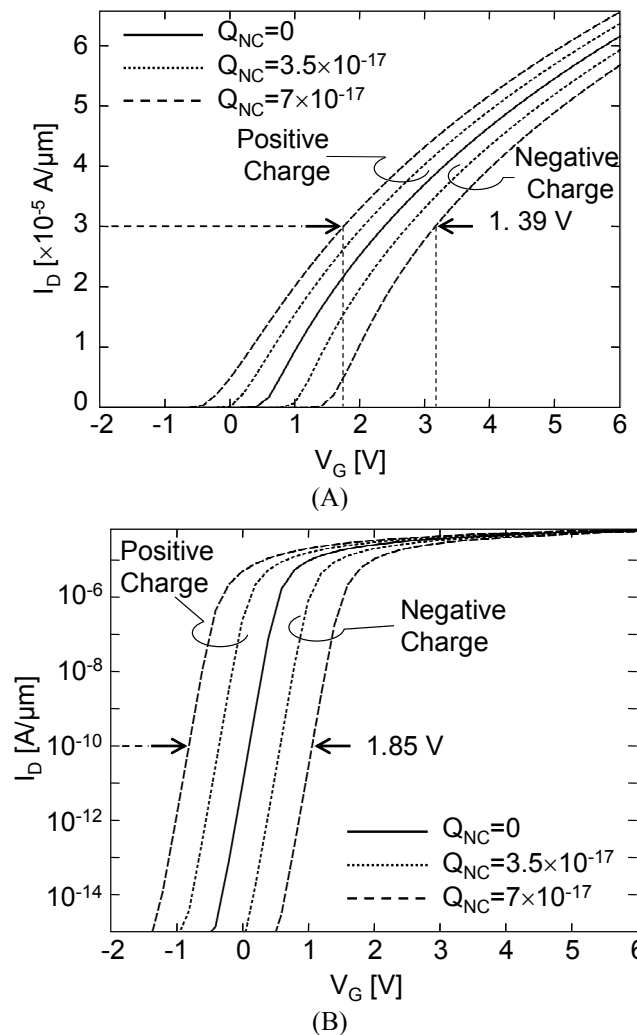 6
5
4
3
2
1
0
I_D [×10⁻⁵ A/μm]
Q_NC=0
Q_NC=3.5×10⁻¹⁷
Q_NC=7×10⁻¹⁷
Positive
Charge
Negative
Charge
1. 39 V
-2 -1 0 1 2 3 4 5 6
V_G [V]
(A)
10⁻⁶
10⁻⁸
10⁻¹⁰
10⁻¹²
10⁻¹⁴
I_D [A/μm]
Positive
Charge
Negative
Charge
1.85 V
Q_NC=0
Q_NC=3.5×10⁻¹⁷
Q_NC=7×10⁻¹⁷
-2 -1 0 1 2 3 4 5 6
V_G [V]
(B)